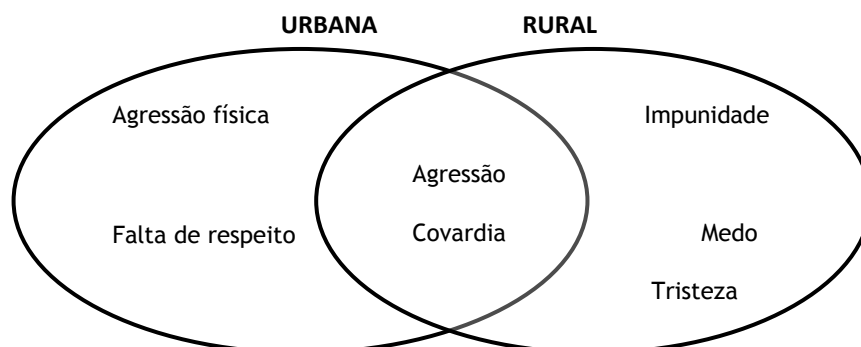 URBANA RURAL
Agressão física
Impunidade
Agressão
Falta de respeito
Covardia
Medo
Tristeza